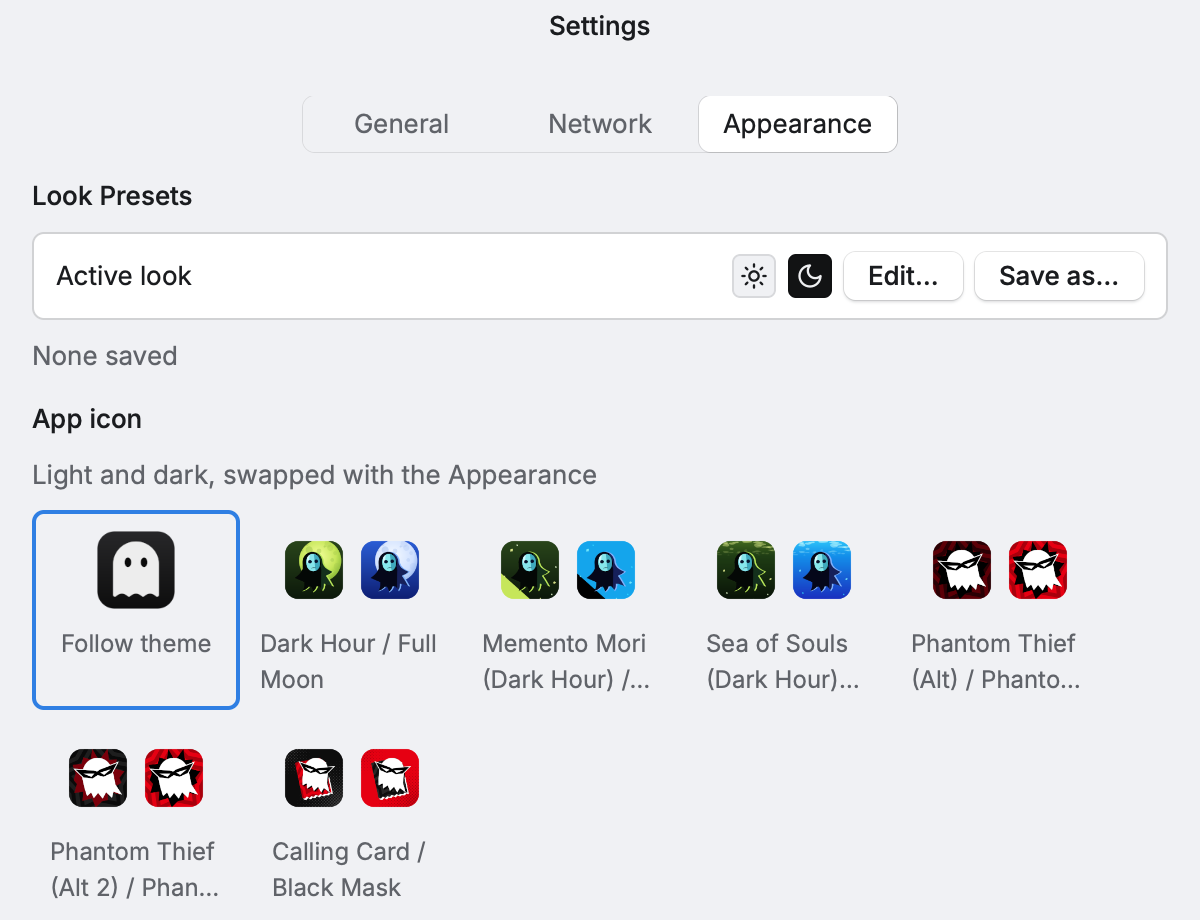 Settings
General
Network
Appearance
Look Presets
Active look
Edit...
Save as...
None saved
App icon
Light and dark, swapped with the Appearance
Follow theme
Dark Hour / Full
Moon
Memento Mori
(Dark Hour) /...
Sea of Souls
(Dark Hour)...
Phantom Thief
(Alt) / Phanto...
Phantom Thief
(Alt 2) / Phan...
Calling Card /
Black Mask